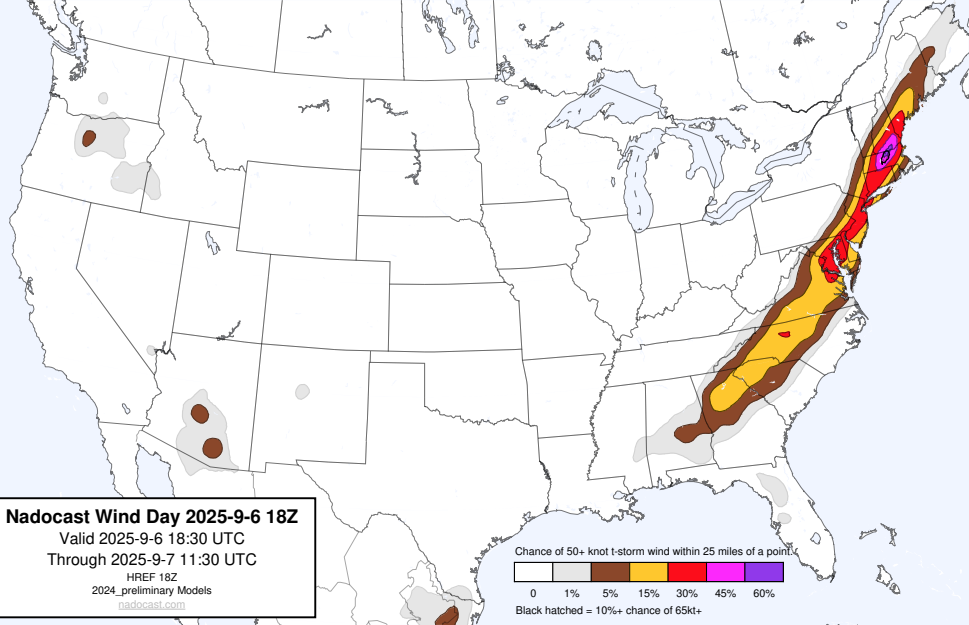 Nadocast Wind Day 2025-9-6 18Z
Valid 2025-9-6 18:30 UTC
Through 2025-9-7 11:30 UTC
HREF 18Z
2024_preliminary Models
nadocast.com
Chance of 50+ knot t-storm wind within 25 miles of a point.
0 1% 5% 15% 30% 45% 60%
Black hatched = 10%+ chance of 65kt+